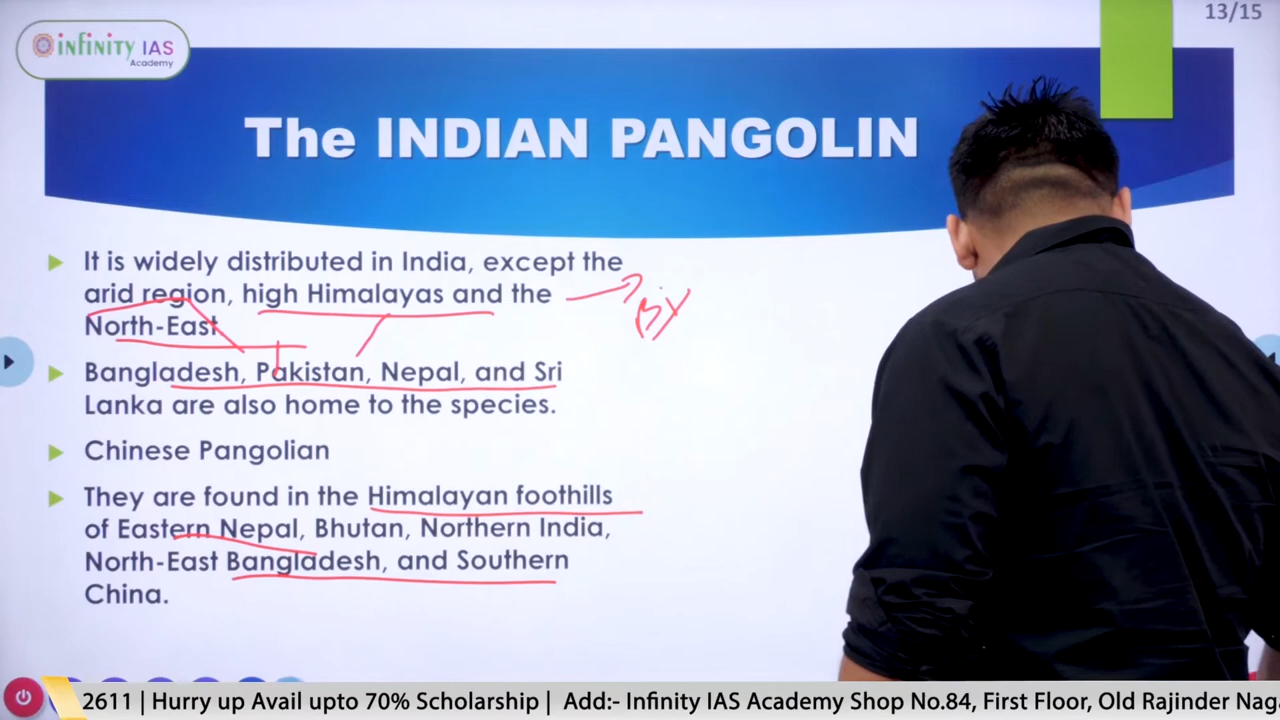 13/15
infinity IAS
Academy
The INDIAN PANGOLIN
It is widely distributed in India, except the
arid region, high Himalayas and the
North-East
Bangladesh, Pakistan, Nepal, and Sri
Lanka are also home to the species.
Chinese Pangolian
They are found in the Himalayan foothills
of Eastern Nepal, Bhutan, Northern India,
North-East Bangladesh, and Southern
China.
2611 | Hurry up Avail upto 70% Scholarship | Add:- Infinity IAS Academy Shop No.84, First Floor, Old Rajinder Naga